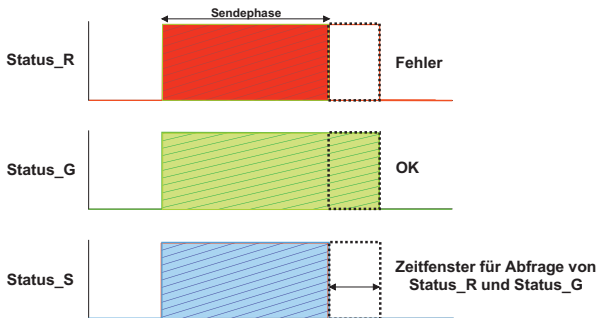 Sendephase
Status_R
Fehler
Status_G
OK
Status_S
Zeitfenster für Abfrage von
Status_R und Status_G